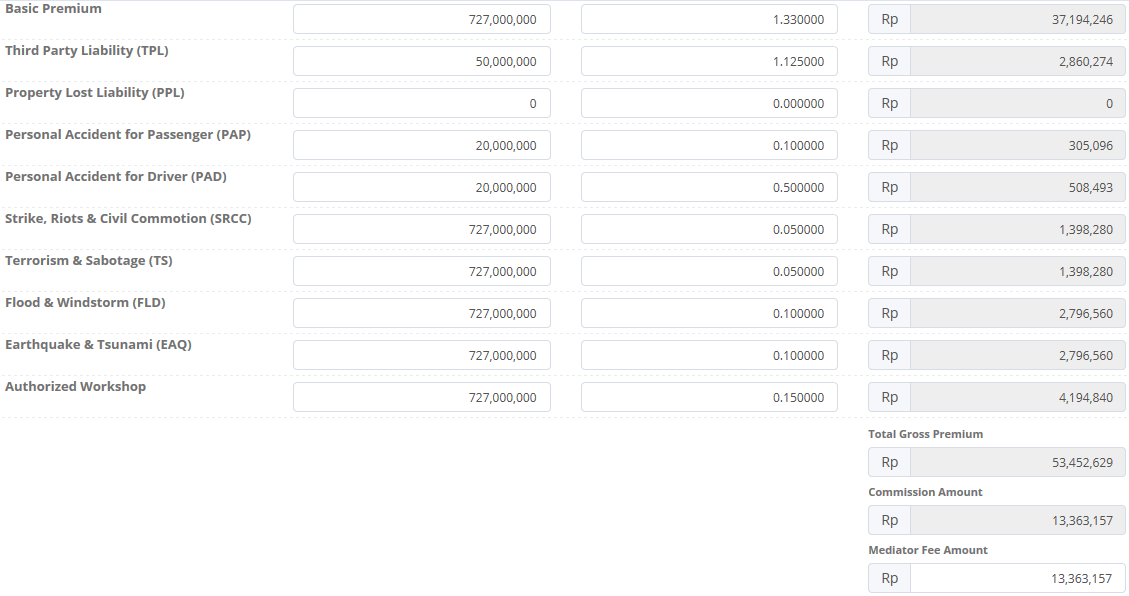 Basic Premium 727,000,000 1.330000 Rp 37,194,246
Third Party Liability (TPL) 50,000,000 1.125000 Rp 2,860,274
Property Lost Liability (PPL) 0 0.000000 Rp 0
Personal Accident for Passenger (PAP) 20,000,000 0.100000 Rp 305,096
Personal Accident for Driver (PAD) 20,000,000 0.500000 Rp 508,493
Strike, Riots & Civil Commotion (SRCC) 727,000,000 0.050000 Rp 1,398,280
Terrorism & Sabotage (TS) 727,000,000 0.050000 Rp 1,398,280
Flood & Windstorm (FLD) 727,000,000 0.100000 Rp 2,796,560
Earthquake & Tsunami (EAQ) 727,000,000 0.100000 Rp 2,796,560
Authorized Workshop 727,000,000 0.150000 Rp 4,194,840
Total Gross Premium
Rp 53,452,629
Commission Amount
Rp 13,363,157
Mediator Fee Amount
Rp 13,363,157